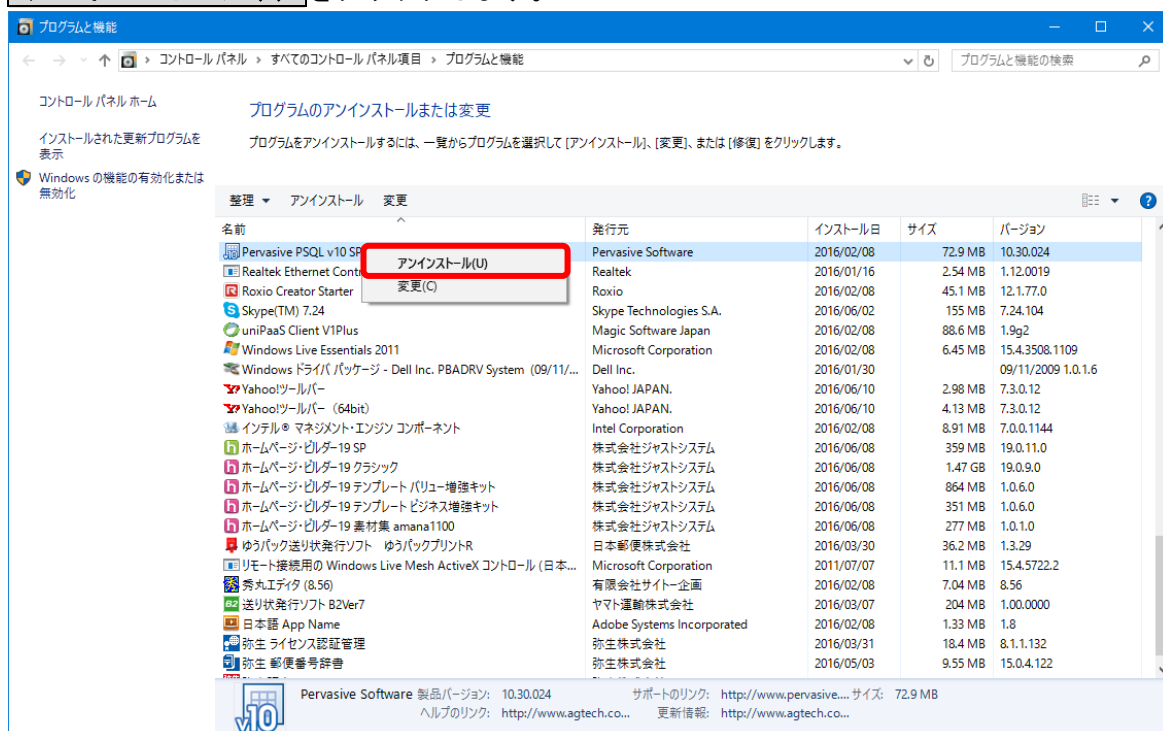 プログラムと機能
コントロール パネル › すべてのコントロール パネル項目 › プログラムと機能
プログラムと機能の検索
コントロール パネル ホーム
インストールされた更新プログラムを
表示
Windows の機能の有効化または
無効化
プログラムのアンインストールまたは変更
プログラムをアンインストールするには、一覧からプログラムを選択して [アンインストール]、[変更]、または [修復] をクリックします。
整理 ▼ アンインストール 変更
名前 発行元 インストール日 サイズ バージョン
Pervasive PSQL v10 SP Pervasive Software 2016/02/08 72.9 MB 10.30.024
アンインストール(U)
Realtek Ethernet Contr Realtek 2016/01/16 2.54 MB 1.12.0019
変更(C)
Roxio Creator Starter Roxio 2016/02/08 45.1 MB 12.1.77.0
Skype(TM) 7.24 Skype Technologies S.A. 2016/06/02 155 MB 7.24.104
uniPaaS Client V1Plus Magic Software Japan 2016/02/08 88.6 MB 1.9g2
Windows Live Essentials 2011 Microsoft Corporation 2016/02/08 6.45 MB 15.4.3508.1109
Windows ドライバ パッケージ - Dell Inc. PBADRV System (09/11/... Dell Inc. 2016/01/30 09/11/2009 1.0.1.6
Yahoo!ツールバー Yahoo! JAPAN. 2016/06/10 2.98 MB 7.3.0.12
Yahoo!ツールバー (64bit) Yahoo! JAPAN. 2016/06/10 4.13 MB 7.3.0.12
インテル® マネジメント・エンジン コンポーネント Intel Corporation 2016/02/08 8.91 MB 7.0.0.1144
ホームページ・ビルダー19 SP 株式会社ジャストシステム 2016/06/08 359 MB 19.0.11.0
ホームページ・ビルダー19 クラシック 株式会社ジャストシステム 2016/06/08 1.47 GB 19.0.9.0
ホームページ・ビルダー19 テンプレート バリュー増強キット 株式会社ジャストシステム 2016/06/08 864 MB 1.0.6.0
ホームページ・ビルダー19 テンプレート ビジネス増強キット 株式会社ジャストシステム 2016/06/08 351 MB 1.0.6.0
ホームページ・ビルダー19 素材集 amana1100 株式会社ジャストシステム 2016/06/08 277 MB 1.0.1.0
ゆうパック送り状発行ソフト ゆうパックプリントR 日本郵便株式会社 2016/03/30 36.2 MB 1.3.29
リモート接続用の Windows Live Mesh ActiveX コントロール (日本... Microsoft Corporation 2011/07/07 11.1 MB 15.4.5722.2
秀丸エディタ (8.56) 有限会社サイトー企画 2016/02/08 7.04 MB 8.56
B2 送り状発行ソフト B2Ver7 ヤマト運輸株式会社 2016/03/07 204 MB 1.00.0000
日本語 App Name Adobe Systems Incorporated 2016/02/08 1.33 MB 1.8
弥生 ライセンス認証管理 弥生株式会社 2016/03/31 18.4 MB 8.1.1.132
弥生 郵便番号辞書 弥生株式会社 2016/05/03 9.55 MB 15.0.4.122
Pervasive Software 製品バージョン: 10.30.024 サポートのリンク: http://www.pervasive.... サイズ: 72.9 MB
v10 ヘルプのリンク: http://www.agtech.co... 更新情報: http://www.agtech.co...